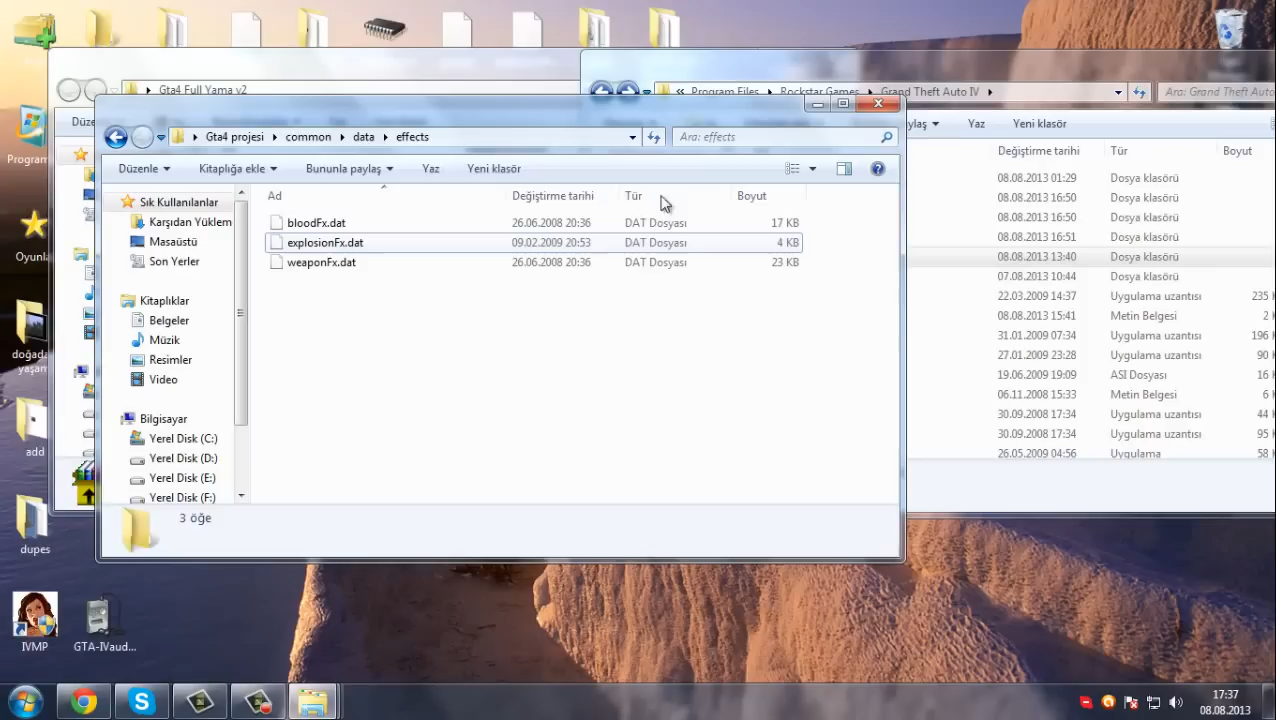 Gta4 Full Yama v2
« Program Files ▸ Rockstar Games ▸ Grand Theft Auto IV ▸
Ara: Grand Theft Auto
Düze
aylaş Yaz Yeni klasör
Gta4 projesi ▸ common ▸ data ▸ effects
Ara: effects
Düzenle Kitaplığa ekle Bununla paylaş Yaz Yeni klasör
Ad Değiştirme tarihi Tür Boyut
bloodFx.dat 26.06.2008 20:36 DAT Dosyası 17 KB
explosionFx.dat 09.02.2009 20:53 DAT Dosyası 4 KB
weaponFx.dat 26.06.2008 20:36 DAT Dosyası 23 KB
Sık Kullanılanlar
Karşıdan Yüklem
Masaüstü
Son Yerler
Kitaplıklar
Belgeler
Müzik
Resimler
Video
Bilgisayar
Yerel Disk (C:)
Yerel Disk (D:)
Yerel Disk (E:)
Yerel Disk (F:)
3 öğe
Değiştirme tarihi Tür Boyut
08.08.2013 01:29 Dosya klasörü
08.08.2013 16:50 Dosya klasörü
08.08.2013 16:50 Dosya klasörü
08.08.2013 16:51 Dosya klasörü
08.08.2013 13:40 Dosya klasörü
07.08.2013 10:44 Dosya klasörü
22.03.2009 14:37 Uygulama uzantısı 235 K
08.08.2013 15:41 Metin Belgesi 2 K
31.01.2009 07:34 Uygulama uzantısı 196 K
27.01.2009 23:28 Uygulama uzantısı 90 K
19.06.2009 19:09 ASI Dosyası 16 K
06.11.2008 15:33 Metin Belgesi 6 K
30.09.2008 17:34 Uygulama uzantısı 44 K
30.09.2008 17:34 Uygulama uzantısı 95 K
26.05.2009 04:56 Uygulama 58 K
Program
Oyunla
doğada
yaşam
add
dupes
IVMP
GTA-IVaud...
17:37
08.08.2013